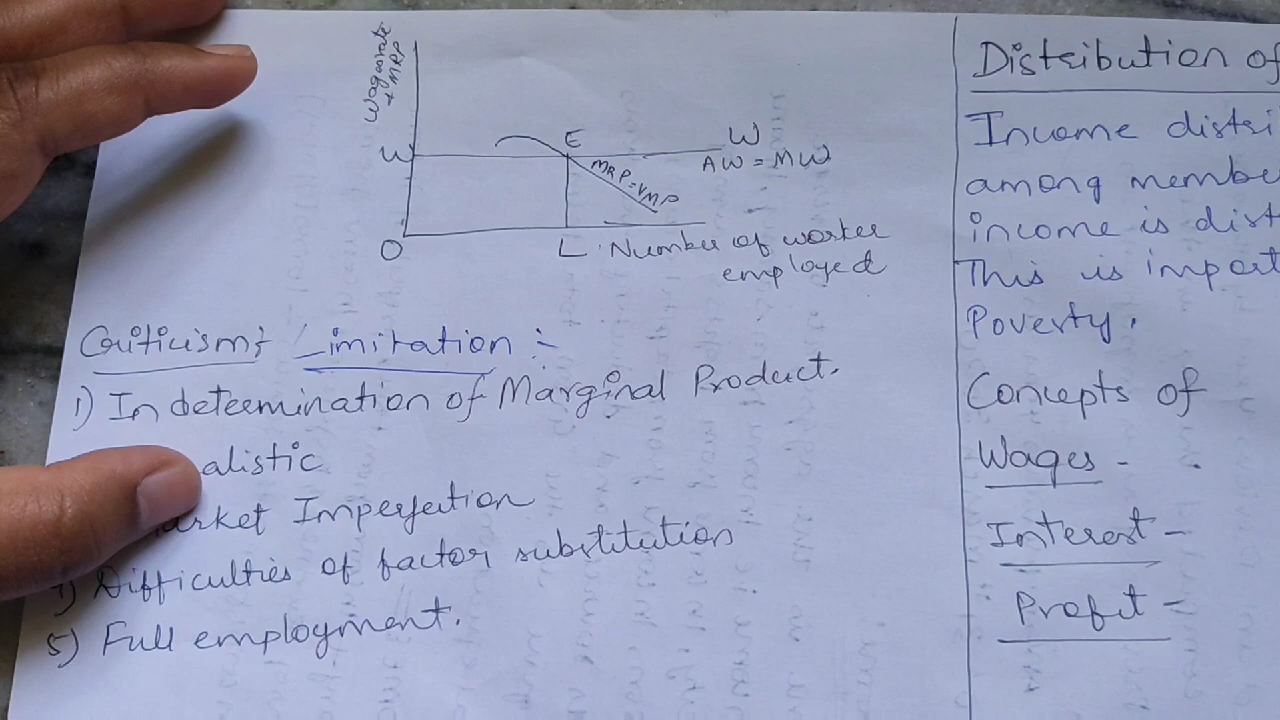 Wage rate
+ MRP
W
E
W
AW = MW
MRP=VMP
O
L
Number of worker
employed
Criticism; Limitation :-
1) Indetermination of Marginal Product.
alistic
arket Imperfection
Difficulties of factor substitution
5) Full employment.
Distribution of
Income distri
among membe
income is dist
This is import
Poverty.
Concepts of
Wages -
Interest -
Profit -